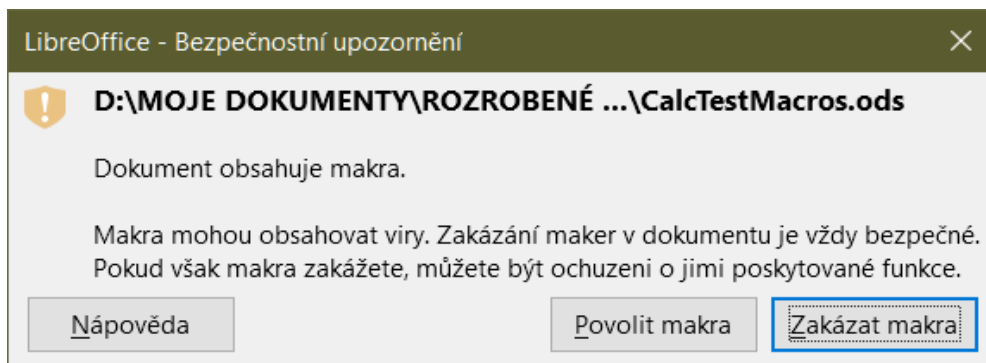 LibreOffice - Bezpečnostní upozornění
D:\MOJE DOKUMENTY\ROZROBENÉ ...\CalcTestMacros.ods
Dokument obsahuje makra.
Makra mohou obsahovat viry. Zakázání maker v dokumentu je vždy bezpečné.
Pokud však makra zakážete, můžete být ochuzeni o jimi poskytované funkce.
Nápověda
Povolit makra
Zakázat makra